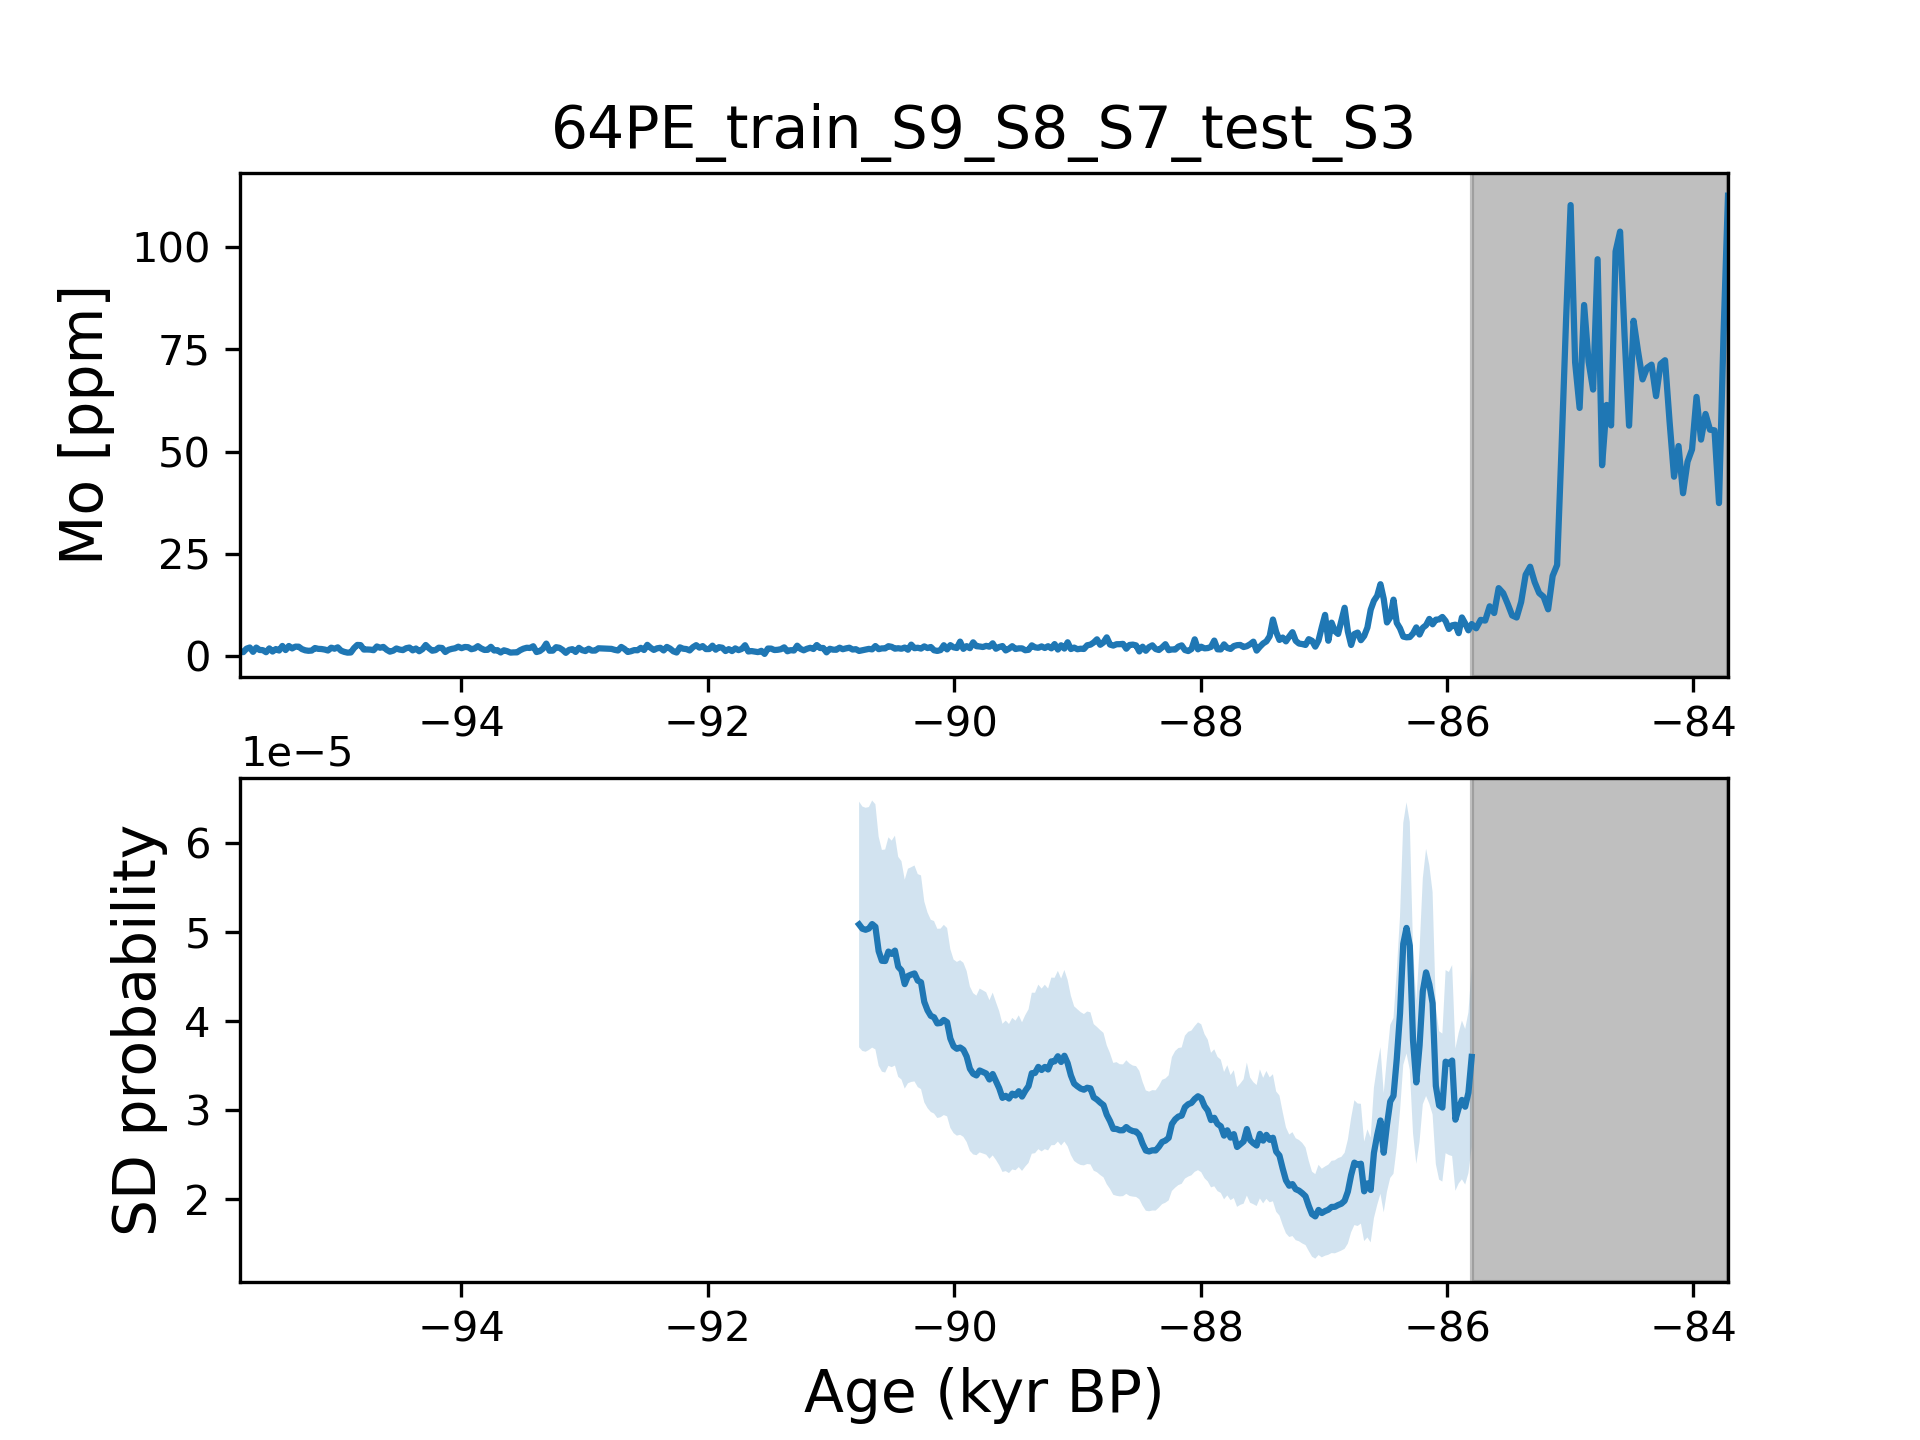 64PE_train_S9_S8_S7_test_S3
Mo [ppm]
100
75
50
25
0
−94 −92 −90 −88 −86 −84
1e−5
SD probability
6
5
4
3
2
−94 −92 −90 −88 −86 −84
Age (kyr BP)